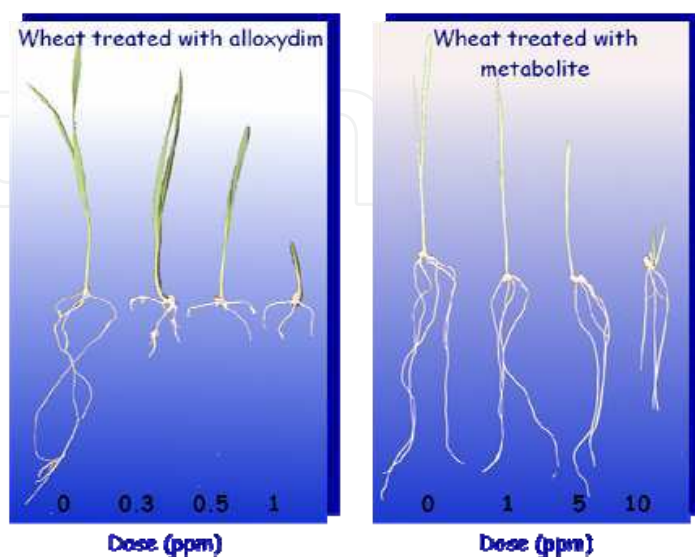 Wheat treated with alloxydim
0 0.3 0.5 1
Dose (ppm)
Wheat treated with
metabolite
0 1 5 10
Dose (ppm)